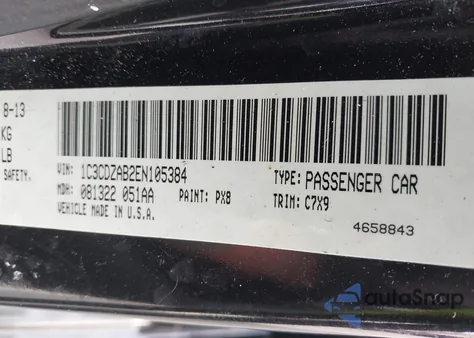 8-13
KG
LB
SAFETY.
VIN: 1C3CDZAB2EN105384 TYPE: PASSENGER CAR
MDH: 081322 051AA PAINT: PX8 TRIM: C7X9
VEHICLE MADE IN U.S.A.
4658843
autoSnap